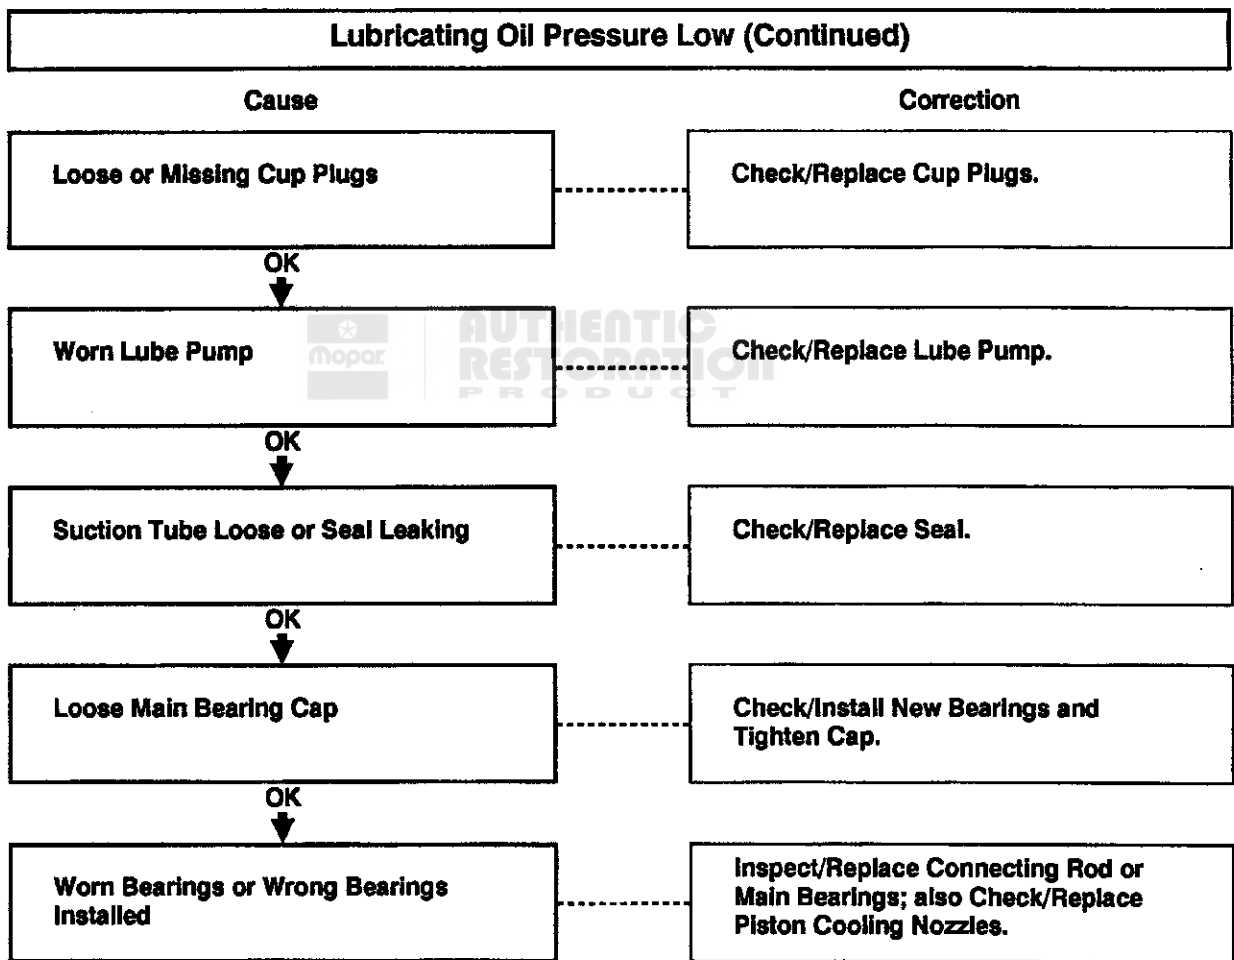 Lubricating Oil Pressure Low (Continued)
Cause
Correction
Loose or Missing Cup Plugs
Check/Replace Cup Plugs.
OK
Worn Lube Pump
Check/Replace Lube Pump.
mopar
AUTHENTIC
RESTORATION
PRODUCT
OK
Suction Tube Loose or Seal Leaking
Check/Replace Seal.
OK
Loose Main Bearing Cap
Check/Install New Bearings and
Tighten Cap.
OK
Worn Bearings or Wrong Bearings
Installed
Inspect/Replace Connecting Rod or
Main Bearings; also Check/Replace
Piston Cooling Nozzles.